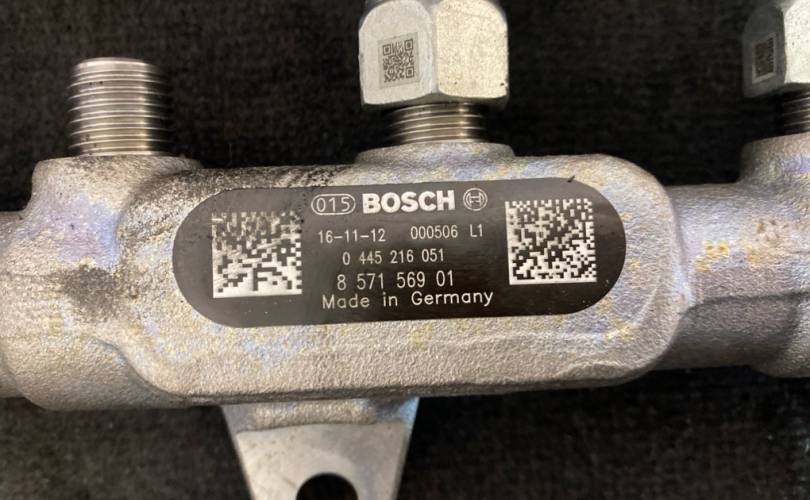 015 BOSCH
16-11-12 000506 L1
0 445 216 051
8 571 569 01
Made in Germany